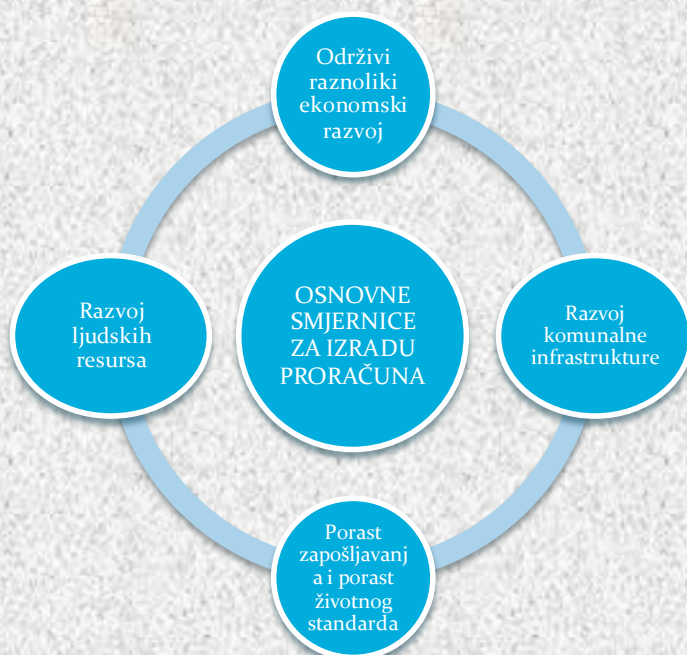 Održivi
raznoliki
ekonomski
razvoj
Razvoj
ljudskih
resursa
OSNOVNE
SMJERNICE
ZA IZRADU
PRORAČUNA
Razvoj
komunalne
infrastrukture
Porast
zapošljavanj
a i porast
životnog
standarda